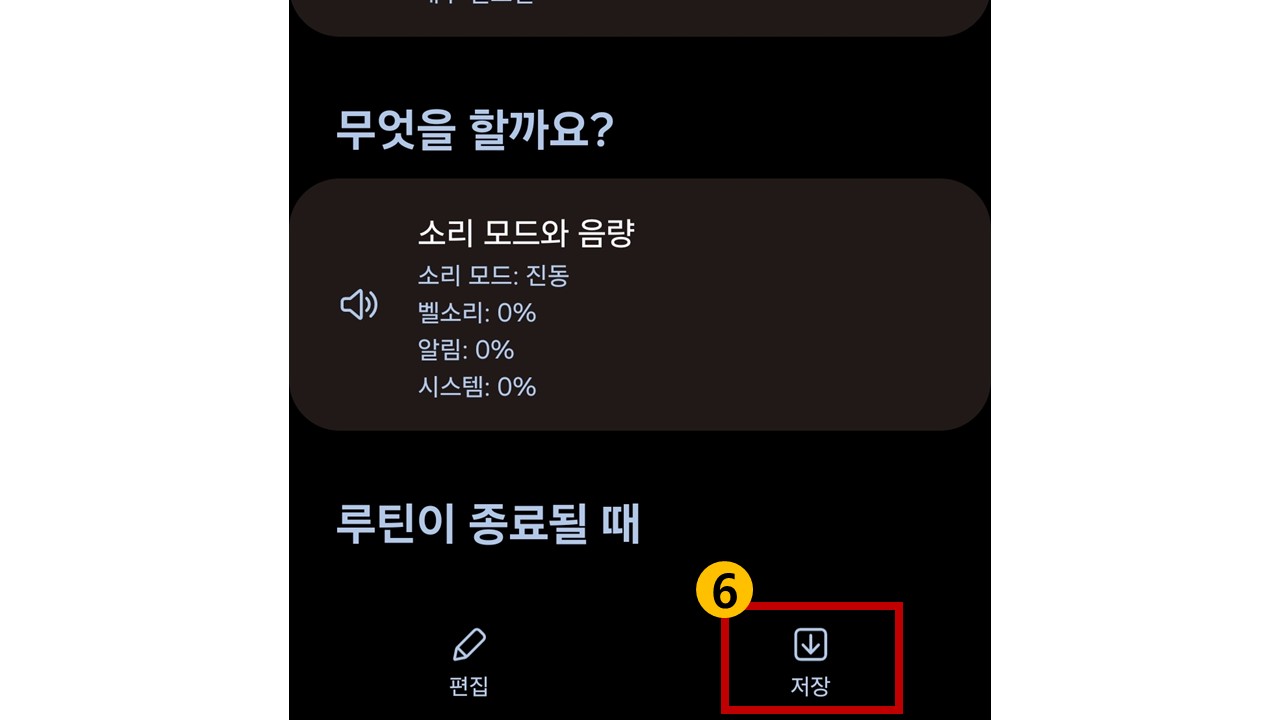 무엇을 할까요?
소리 모드와 음량
소리 모드: 진동
벨소리: 0%
알림: 0%
시스템: 0%
루틴이 종료될 때
6
편집
저장